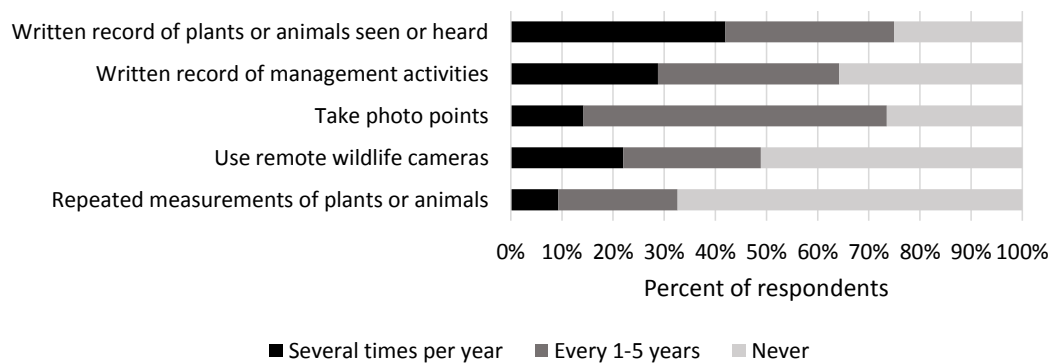 Written record of plants or animals seen or heard
Written record of management activities
Take photo points
Use remote wildlife cameras
Repeated measurements of plants or animals
0% 10% 20% 30% 40% 50% 60% 70% 80% 90% 100%
Percent of respondents
Several times per year Every 1-5 years Never